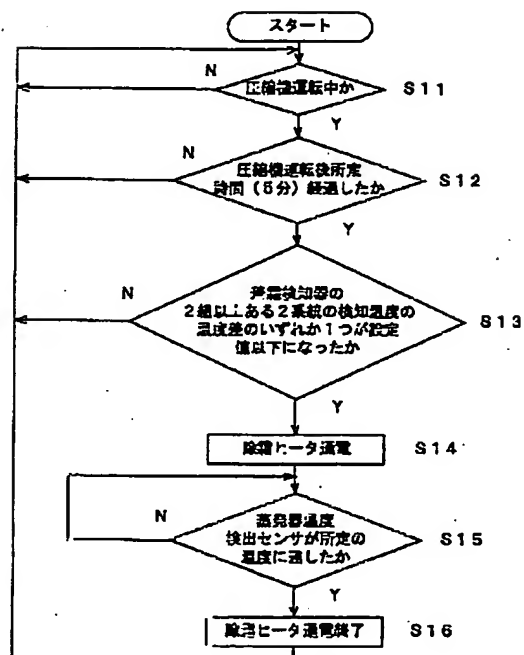 スタート
N
圧縮機運転中か
S11
Y
N
圧縮機運転後所定
時間(5分)経過したか
S12
Y
N
着霜検知器の
2組以上ある2系統の検知温度の
温度差のいずれか1つが設定
値以下になったか
S13
Y
除霜ヒータ通電
S14
N
蒸発器温度
検出センサが所定の
温度に達したか
S15
Y
除霜ヒータ通電終了
S16